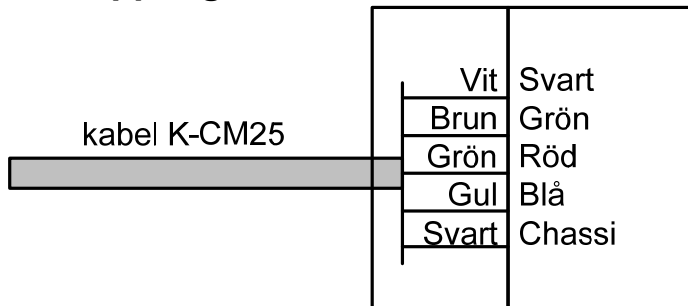 kabel K-CM25
Vit Svart
Brun Grön
Grön Röd
Gul Blå
Svart Chassi